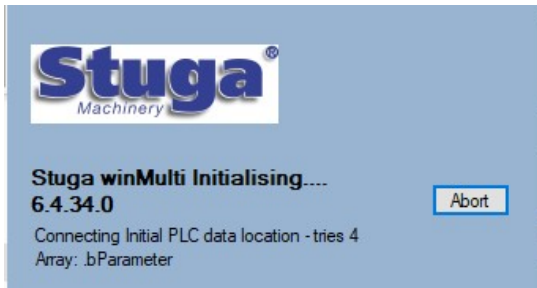 Stuga®
Machinery
Stuga winMulti Initialising....
6.4.34.0
Abort
Connecting Initial PLC data location - tries 4
Array: .bParameter